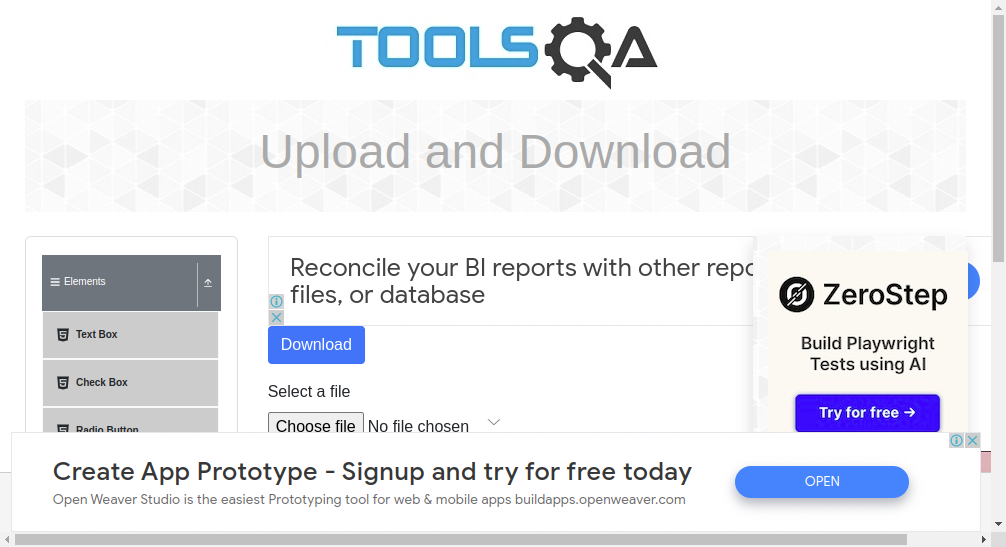 TOOLSQA
Upload and Download
Elements
Text Box
Check Box
Radio Button
Reconcile your BI reports with other
files, or database
Download
Select a file
Choose file No file chosen
ZeroStep
Build Playwright
Tests using AI
Try for free →
Create App Prototype - Signup and try for free today
Open Weaver Studio is the easiest Prototyping tool for web & mobile apps buildapps.openweaver.com
OPEN